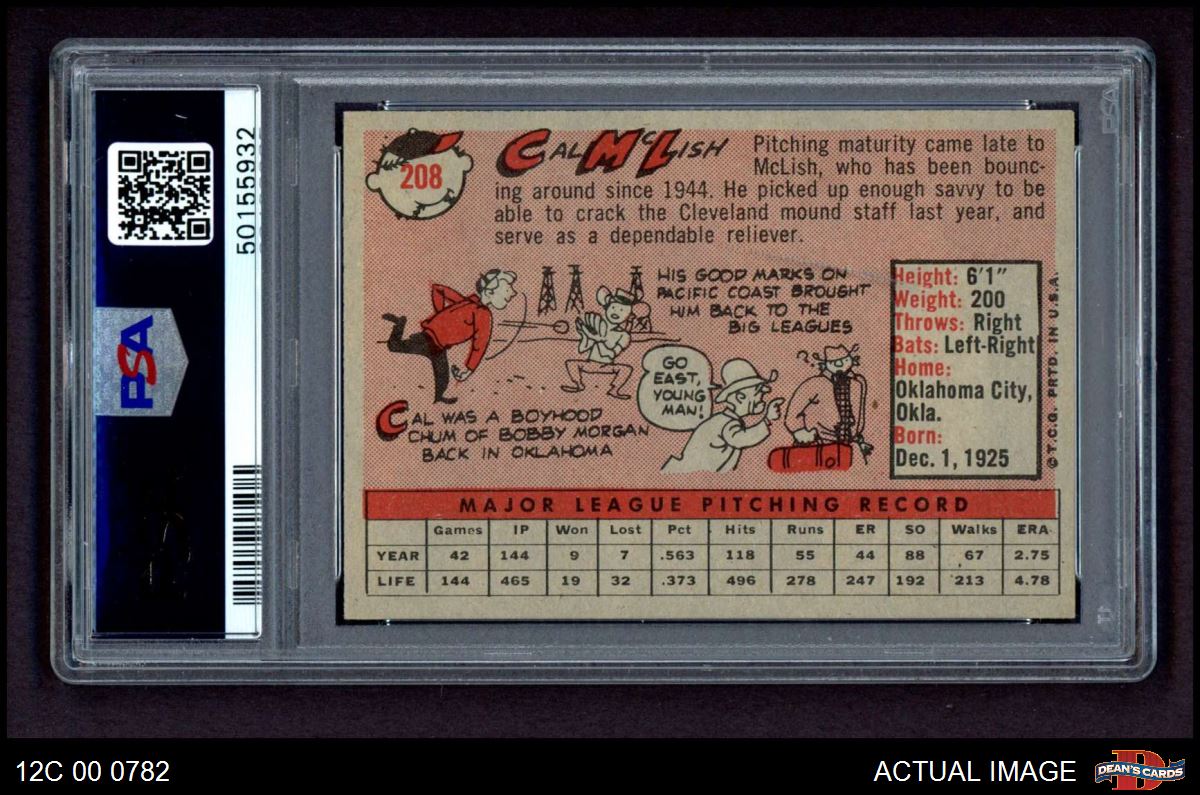 PSA
50155932
208
CAL McLISH
Pitching maturity came late to
McLish, who has been bounc-
ing around since 1944. He picked up enough savvy to be
able to crack the Cleveland mound staff last year, and
serve as a dependable reliever.
HIS GOOD MARKS ON
PACIFIC COAST BROUGHT
HIM BACK TO THE
BIG LEAGUES
GO
EAST,
YOUNG
MAN!
CAL WAS A BOYHOOD
CHUM OF BOBBY MORGAN
BACK IN OKLAHOMA
Height: 6'1"
Weight: 200
Throws: Right
Bats: Left-Right
Home:
Oklahoma City,
Okla.
Born:
Dec. 1, 1925
©T.C.G. PRTD. IN U.S.A.
MAJOR LEAGUE PITCHING RECORD
Games IP Won Lost Pct Hits Runs ER SO Walks ERA
YEAR 42 144 9 7 .563 118 55 44 88 67 2.75
LIFE 144 465 19 32 .373 496 278 247 192 213 4.78
PSA
12C 00 0782
ACTUAL IMAGE
DEAN'S CARDS